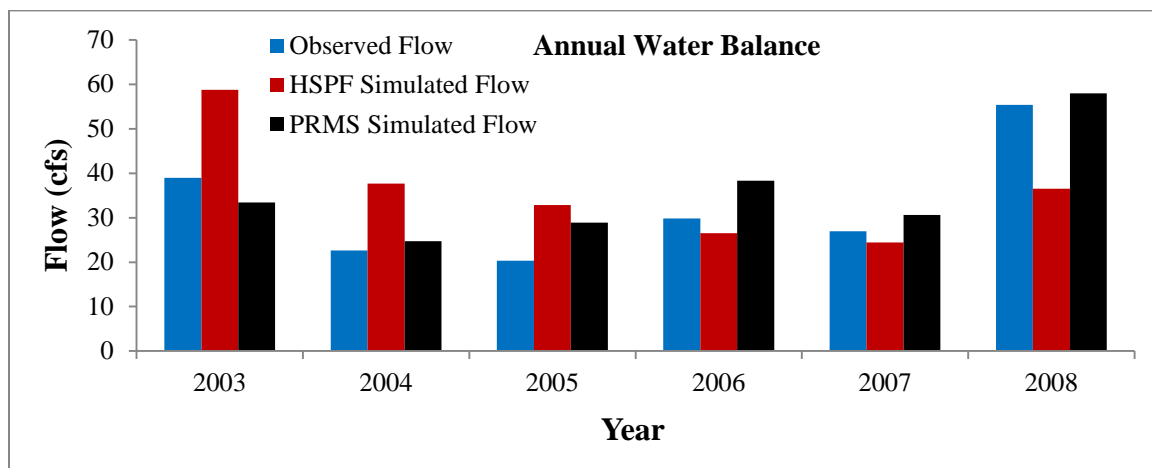 Annual Water Balance
Observed Flow
HSPF Simulated Flow
PRMS Simulated Flow
Flow (cfs)
70
60
50
40
30
20
10
0
2003 2004 2005 2006 2007 2008
Year